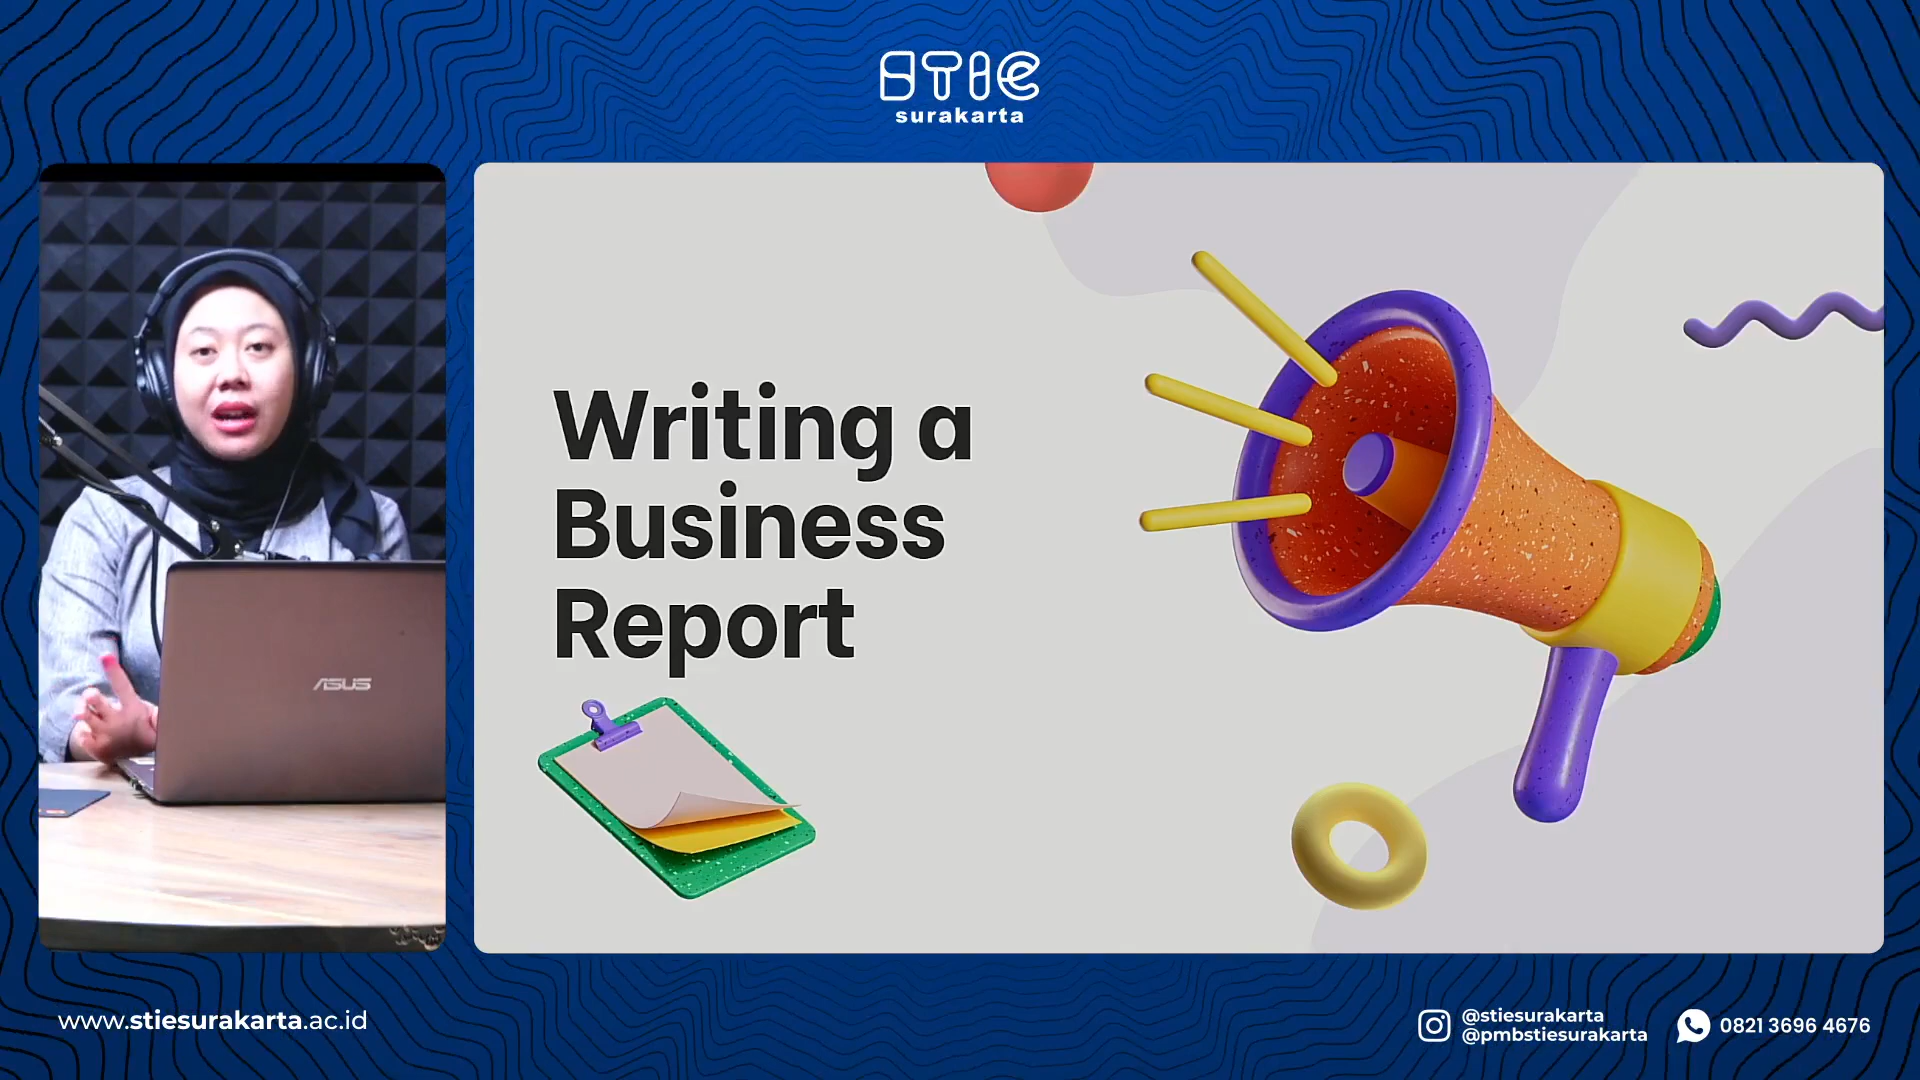 STIE
surakarta
Writing a
Business
Report
ASUS
www.stiesurakarta.ac.id
@stiesurakarta
@pmbstiesurakarta
0821 3696 4676